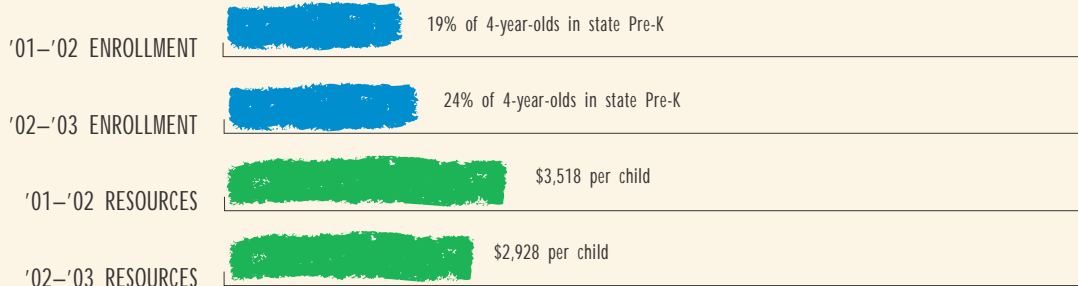 '01–'02 ENROLLMENT 19% of 4-year-olds in state Pre-K
'02–'03 ENROLLMENT 24% of 4-year-olds in state Pre-K
'01–'02 RESOURCES $3,518 per child
'02–'03 RESOURCES $2,928 per child